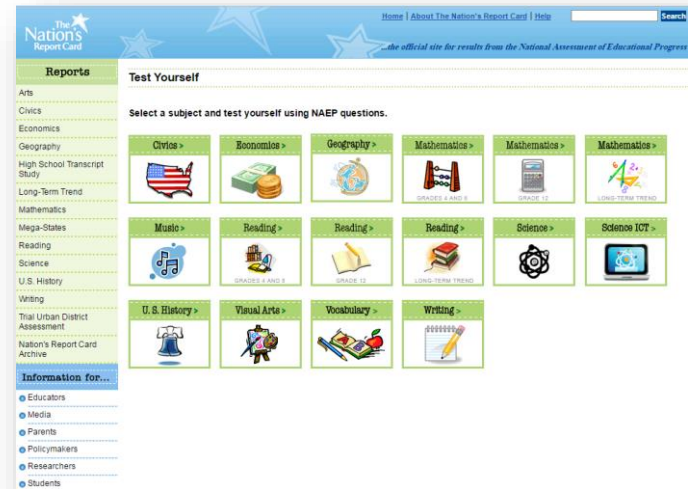 The
Nation's
Report Card
Home | About The Nation's Report Card | Help
Search
...the official site for results from the National Assessment of Educational Progress
Reports
Arts
Civics
Economics
Geography
High School Transcript
Study
Long-Term Trend
Mathematics
Mega-States
Reading
Science
U.S. History
Writing
Trial Urban District
Assessment
Nation's Report Card
Archive
Information for...
Educators
Media
Parents
Policymakers
Researchers
Students
Test Yourself
Select a subject and test yourself using NAEP questions.
Civics >
Economics >
Geography >
Mathematics >
GRADES 4 AND 8
Mathematics >
GRADE 12
Mathematics >
LONG-TERM TREND
Music >
Reading >
GRADES 4 AND 8
Reading >
GRADE 12
Reading >
LONG-TERM TREND
Science >
Science ICT >
U. S. History >
Visual Arts >
Vocabulary >
Writing >